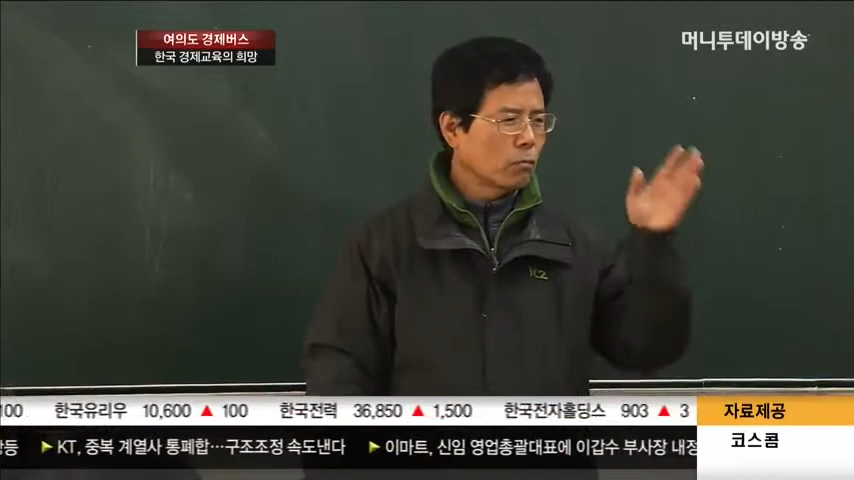 여의도 경제버스
한국 경제교육의 희망
머니투데이방송
K2
100 한국유리우 10,600 ▲ 100 한국전력 36,850 ▲ 1,500 한국전자홀딩스 903 ▲ 3
자료제공
등 ▶KT, 중복 계열사 통폐합…구조조정 속도낸다 ▶이마트, 신임 영업총괄대표에 이갑수 부사장 내정
코스콤